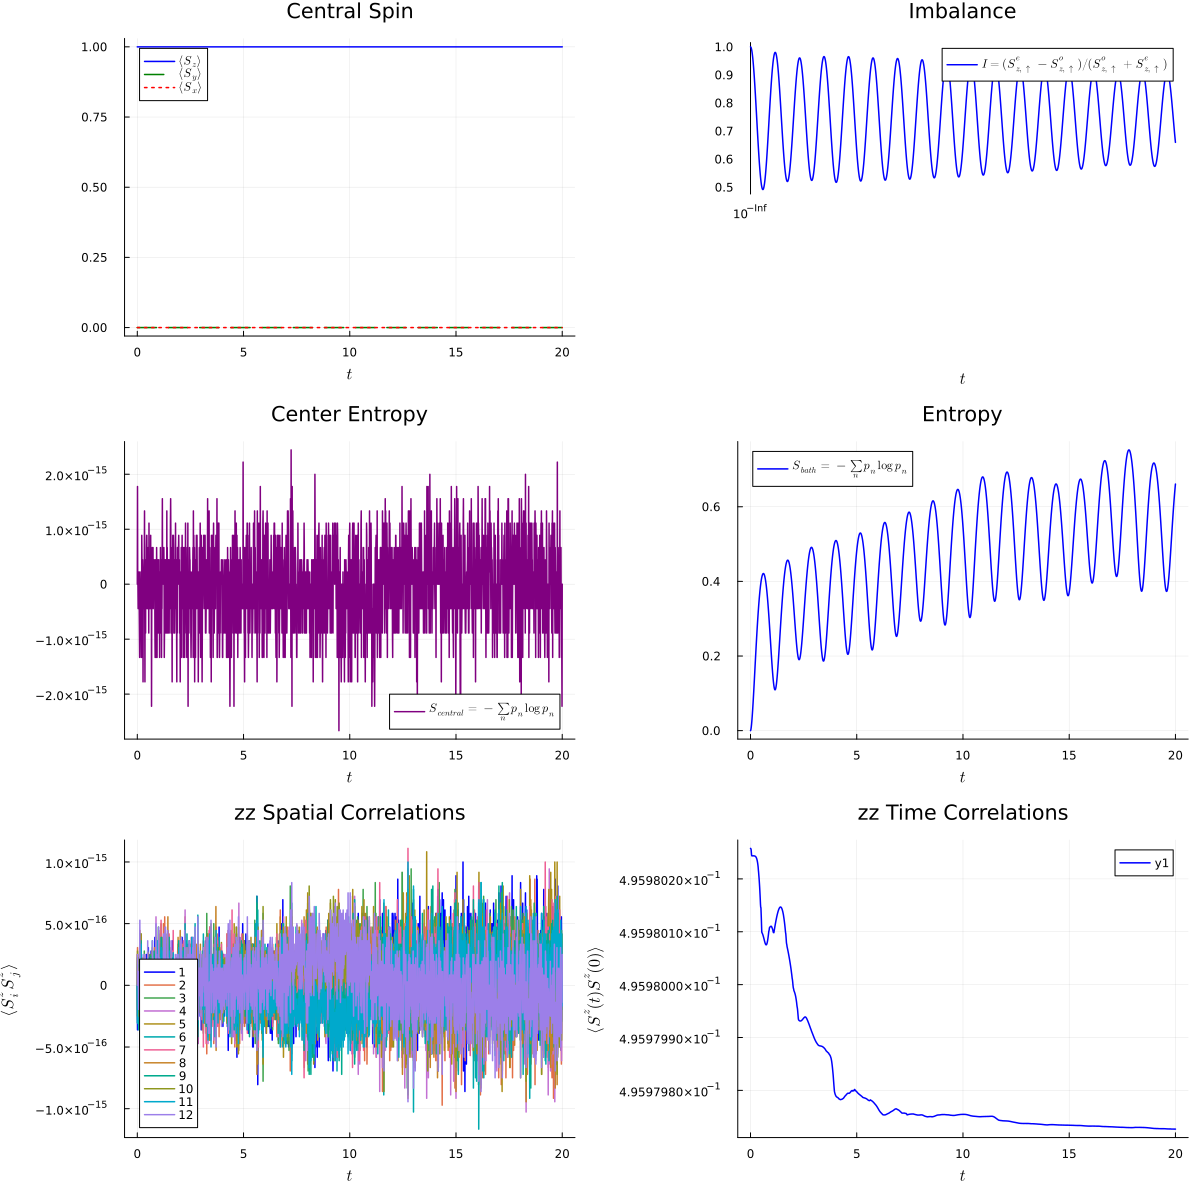 Central Spin
1.00
0.75
0.50
0.25
0.00
⟨S_z⟩
⟨S_y⟩
⟨S_x⟩
0 5 10 15 20
t
Imbalance
1.0
0.9
0.8
0.7
0.6
0.5
I = (S^e_{z,↑} − S^o_{z,↑})/(S^o_{z,↑} + S^e_{z,↑})
10^−Inf
t
Center Entropy
2.0×10^−15
1.0×10^−15
0
−1.0×10^−15
−2.0×10^−15
S_central = − ∑_n p_n log p_n
0 5 10 15 20
t
Entropy
S_bath = − ∑_n p_n log p_n
0.6
0.4
0.2
0.0
0 5 10 15 20
t
zz Spatial Correlations
⟨S^z_i S^z_j⟩
1.0×10^−15
5.0×10^−16
0
−5.0×10^−16
−1.0×10^−15
1
2
3
4
5
6
7
8
9
10
11
12
0 5 10 15 20
t
zz Time Correlations
⟨S^z(t)S^z(0)⟩
y1
4.9598020×10^−1
4.9598010×10^−1
4.9598000×10^−1
4.9597990×10^−1
4.9597980×10^−1
0 5 10 15 20
t